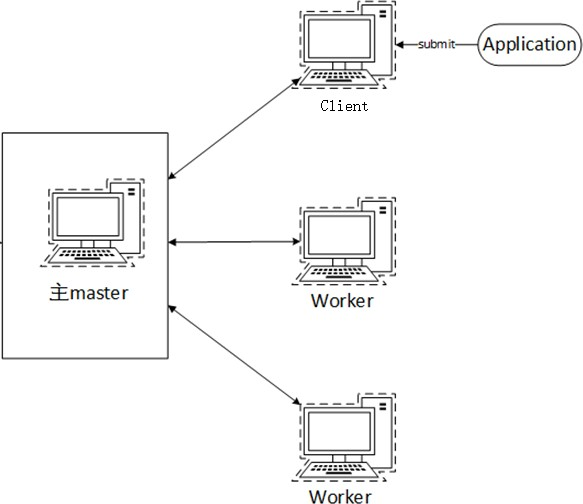 submit
Application
Client
主master
Worker
Worker